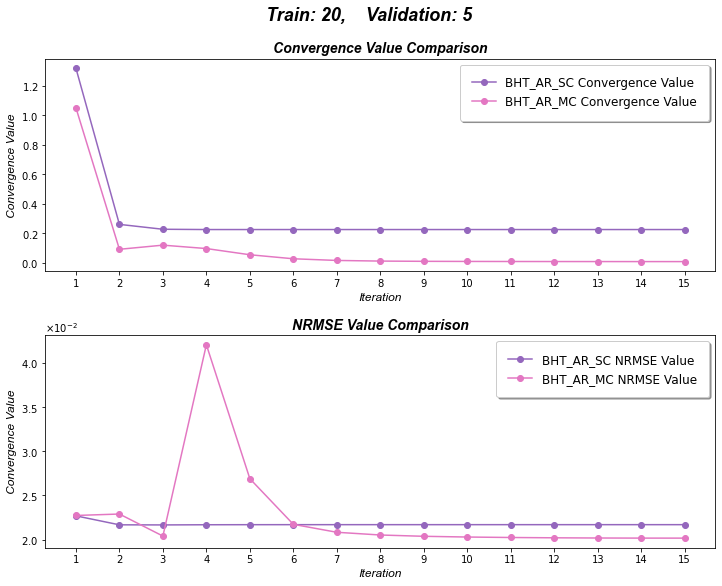 Train: 20,    Validation: 5
Convergence Value Comparison
Convergence Value
1.2
1.0
0.8
0.6
0.4
0.2
0.0
BHT_AR_SC Convergence Value
BHT_AR_MC Convergence Value
1 2 3 4 5 6 7 8 9 10 11 12 13 14 15
Iteration
NRMSE Value Comparison
×10⁻²
Convergence Value
4.0
3.5
3.0
2.5
2.0
BHT_AR_SC NRMSE Value
BHT_AR_MC NRMSE Value
1 2 3 4 5 6 7 8 9 10 11 12 13 14 15
Iteration